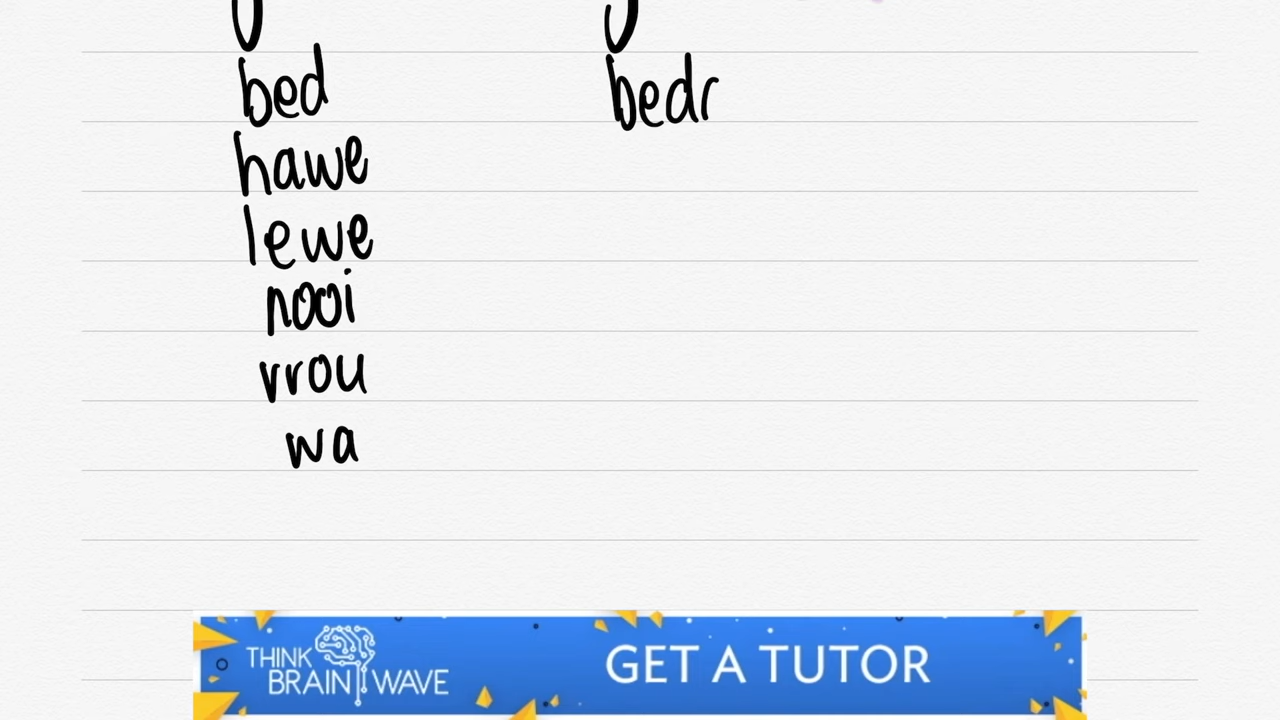 bed bedr
hawe
lewe
nooi
vrou
wa
THINK
BRAIN WAVE
GET A TUTOR